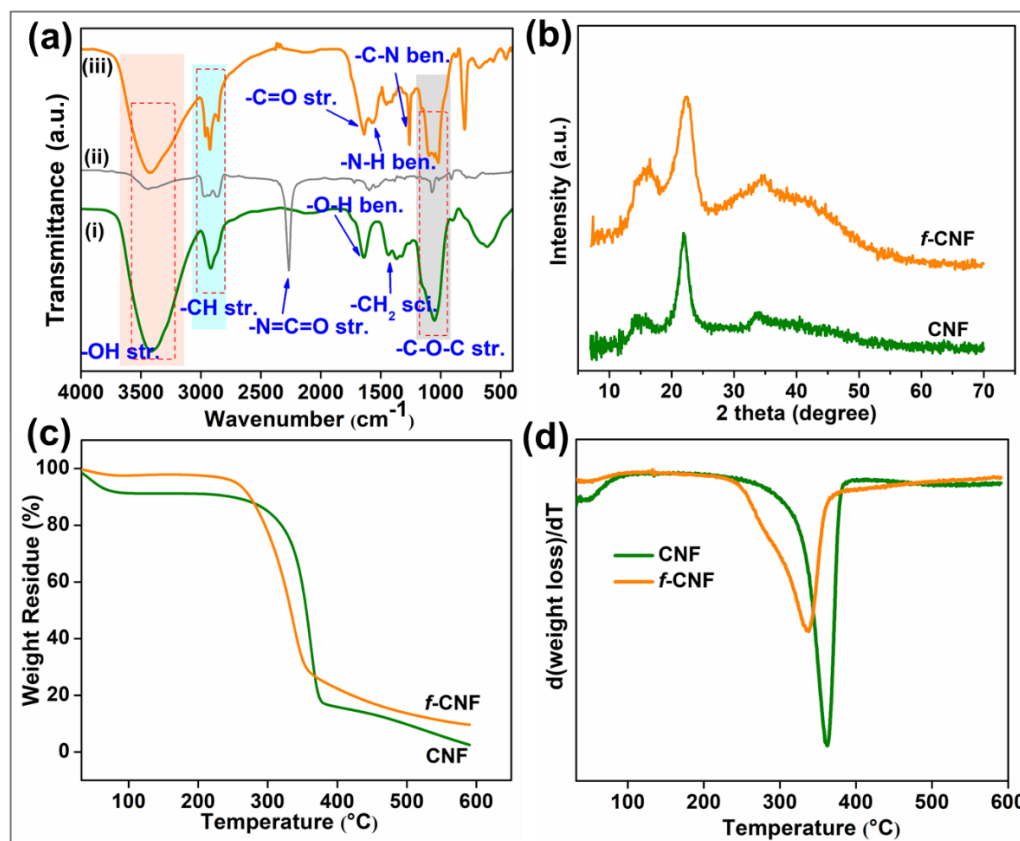 (a)
(iii)
(ii)
(i)
-C-N ben.
-C=O str.
-N-H ben.
-O-H ben.
-CH str.
-CH₂ sci.
-N=C=O str.
-OH str.
-C-O-C str.
4000 3500 3000 2500 2000 1500 1000 500
Wavenumber (cm⁻¹)
Transmittance (a.u.)
(b)
f-CNF
CNF
10 20 30 40 50 60 70
2 theta (degree)
Intensity (a.u.)
(c)
100
80
60
40
20
0
f-CNF
CNF
100 200 300 400 500 600
Temperature (°C)
Weight Residue (%)
(d)
CNF
f-CNF
100 200 300 400 500 600
Temperature (°C)
d(weight loss)/dT